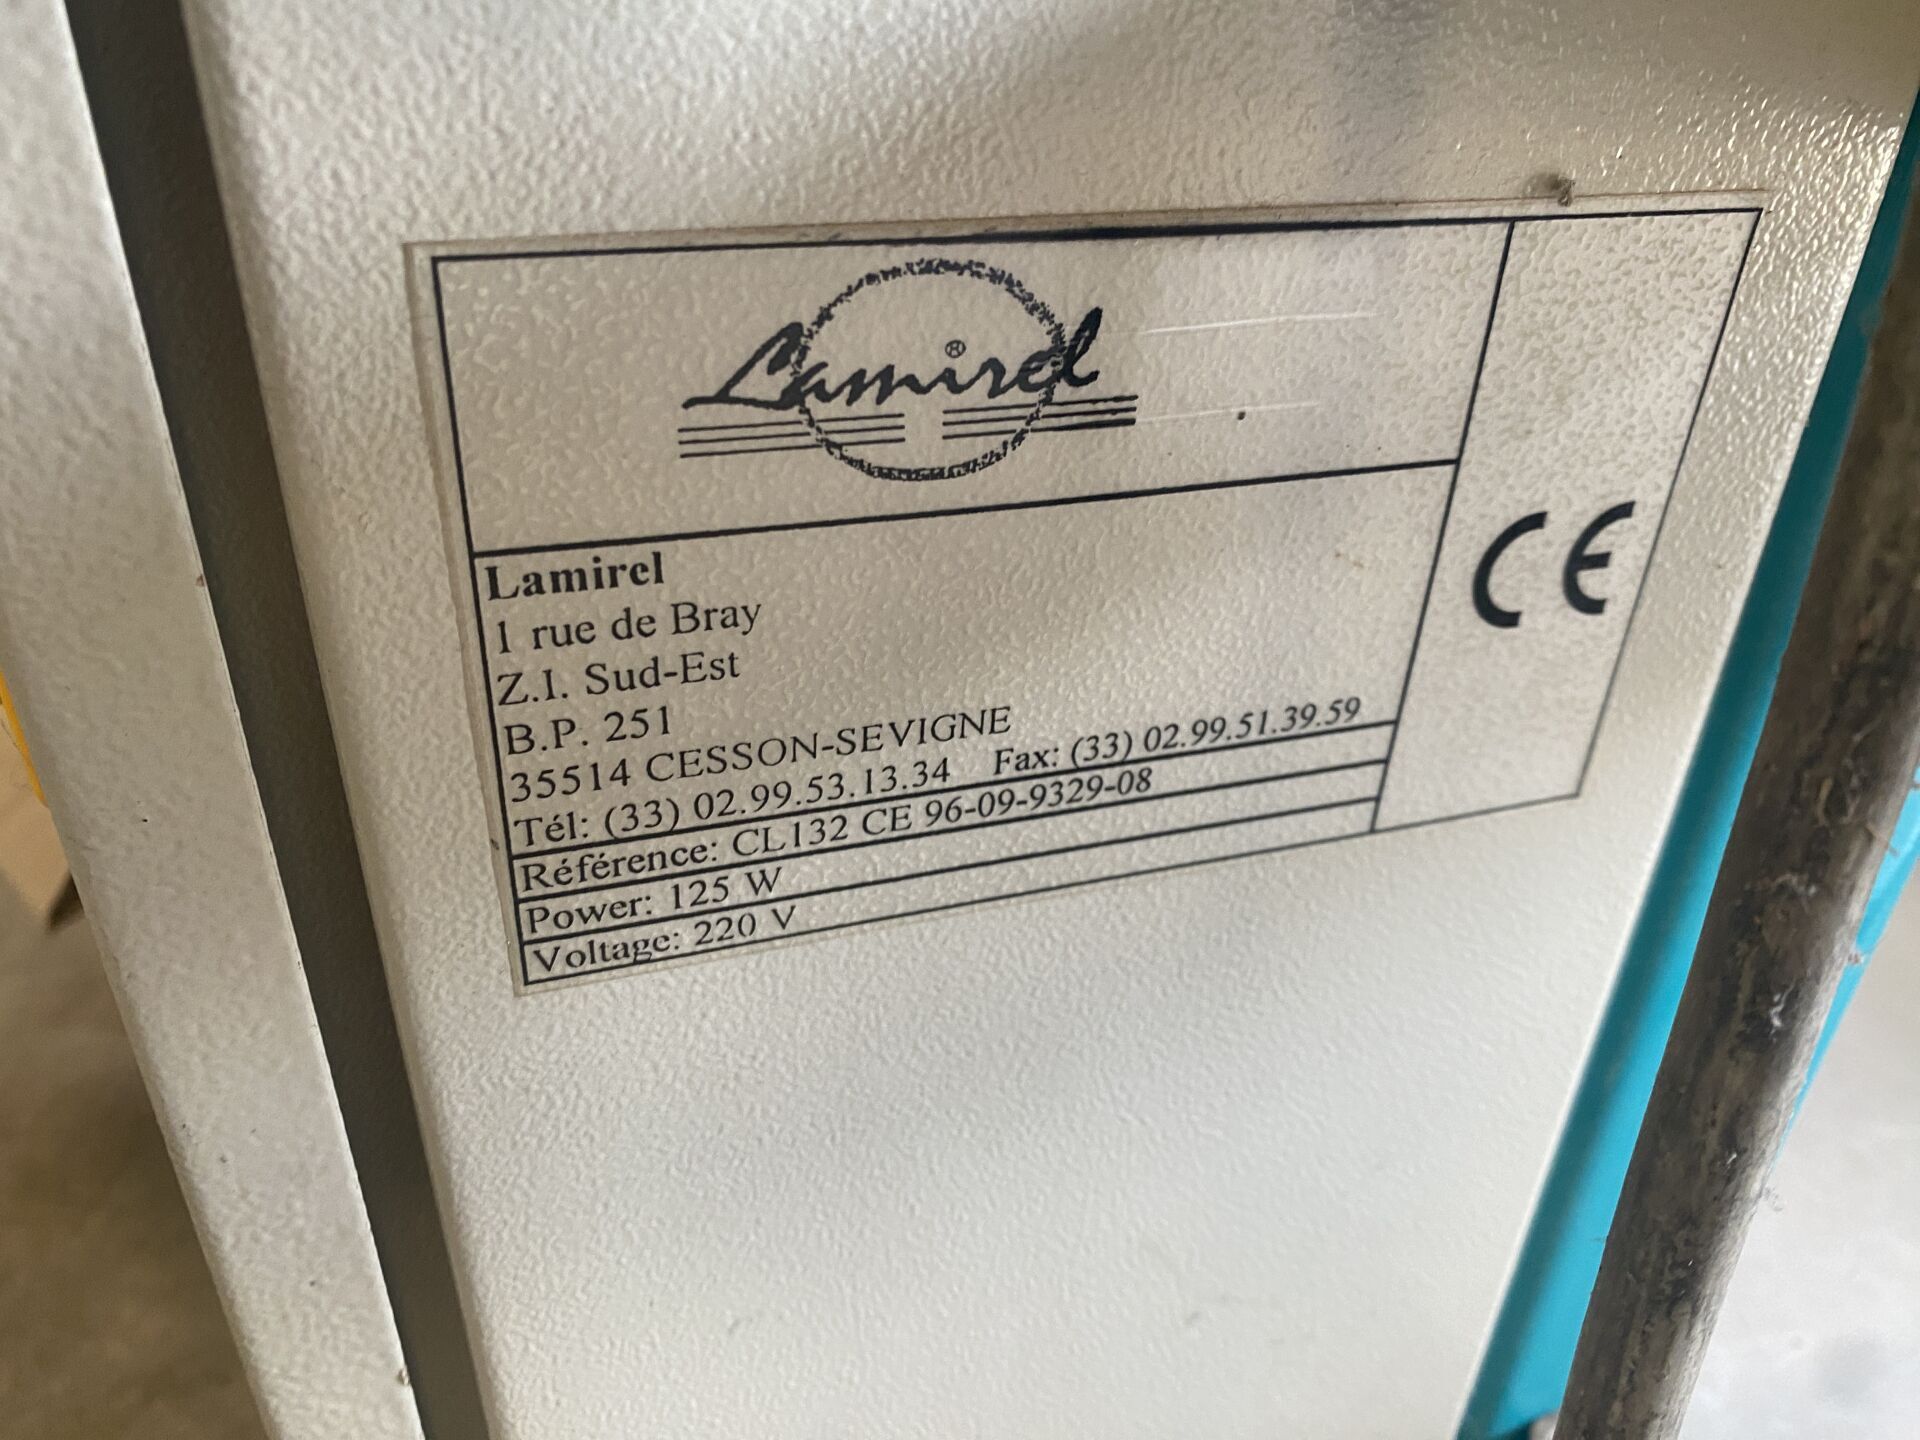 Lamirel ®
Lamirel
1 rue de Bray
Z.I. Sud-Est
B.P. 251
35514 CESSON-SEVIGNE
Tél: (33) 02.99.53.13.34 Fax: (33) 02.99.51.39.59
Référence: CL132 CE 96-09-9329-08
Power: 125 W
Voltage: 220 V
CE